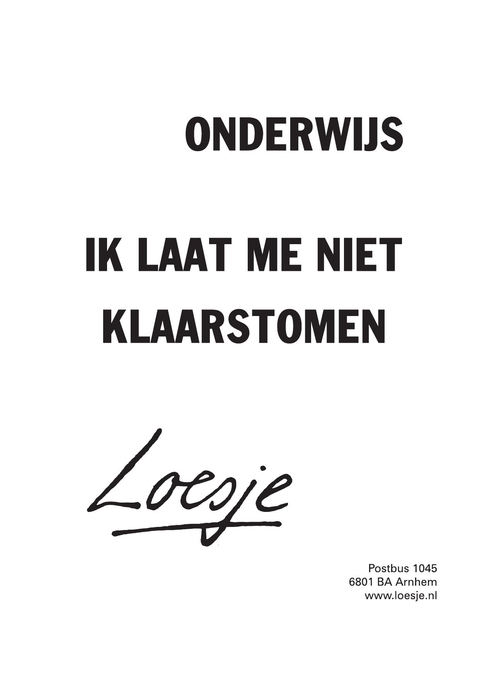 ONDERWIJS
IK LAAT ME NIET
KLAARSTOMEN
Loesje
Postbus 1045
6801 BA Arnhem
www.loesje.nl